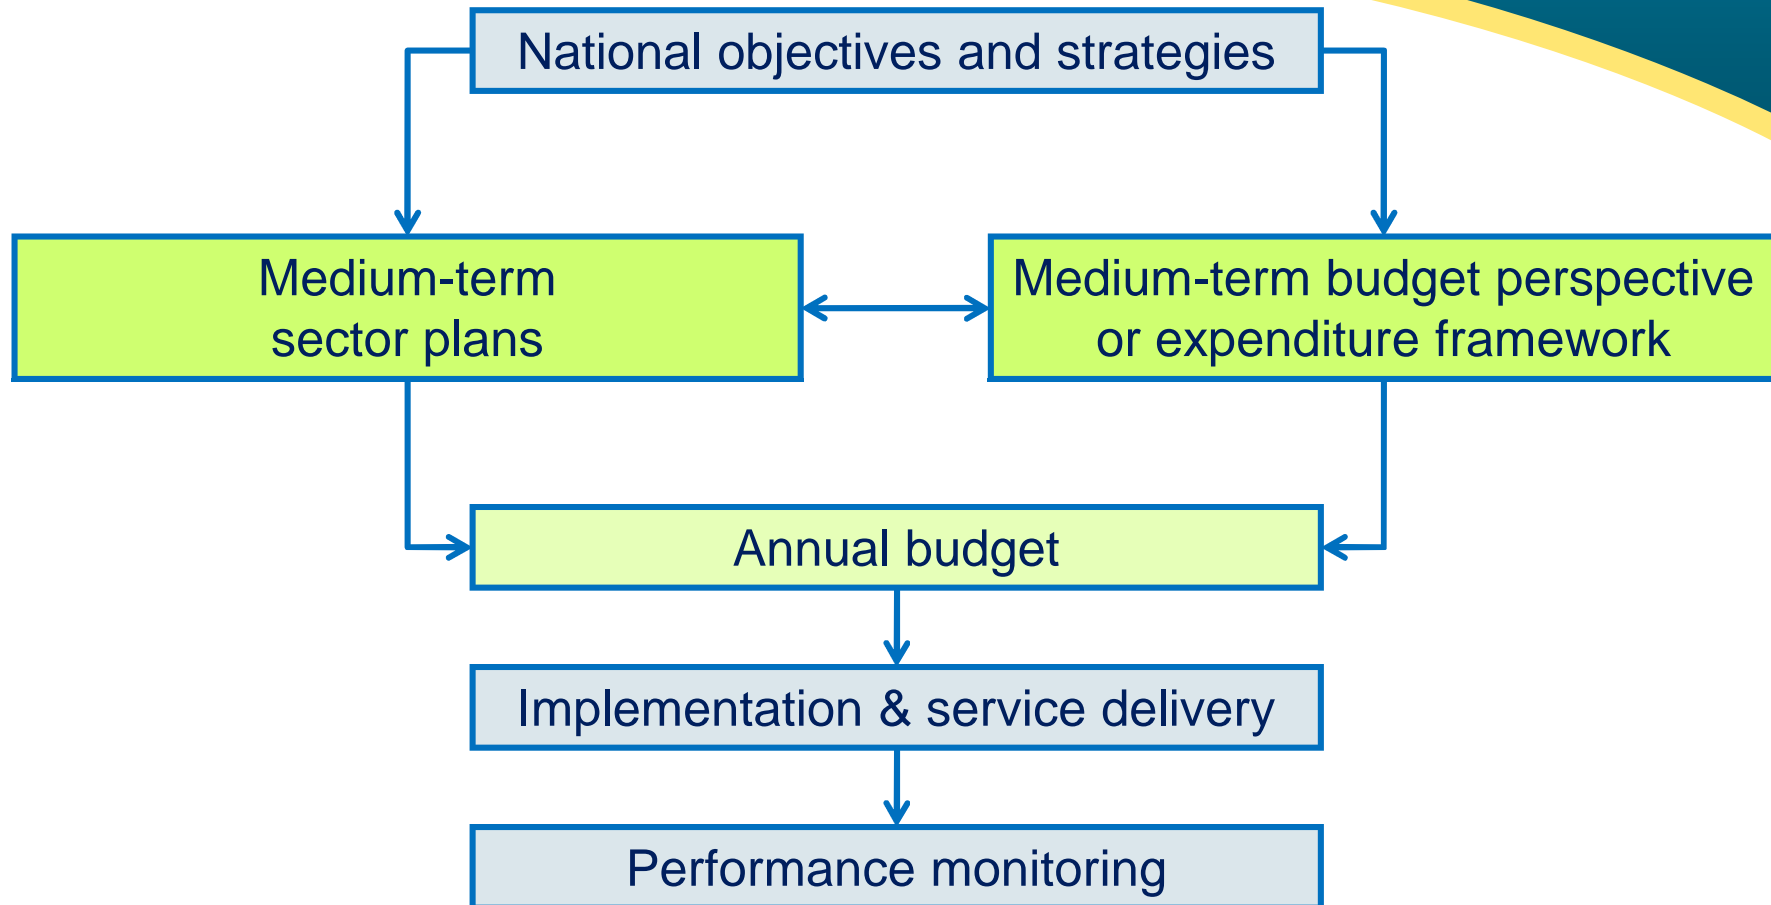 National objectives and strategies
Medium-term
sector plans
Medium-term budget perspective
or expenditure framework
Annual budget
Implementation & service delivery
Performance monitoring